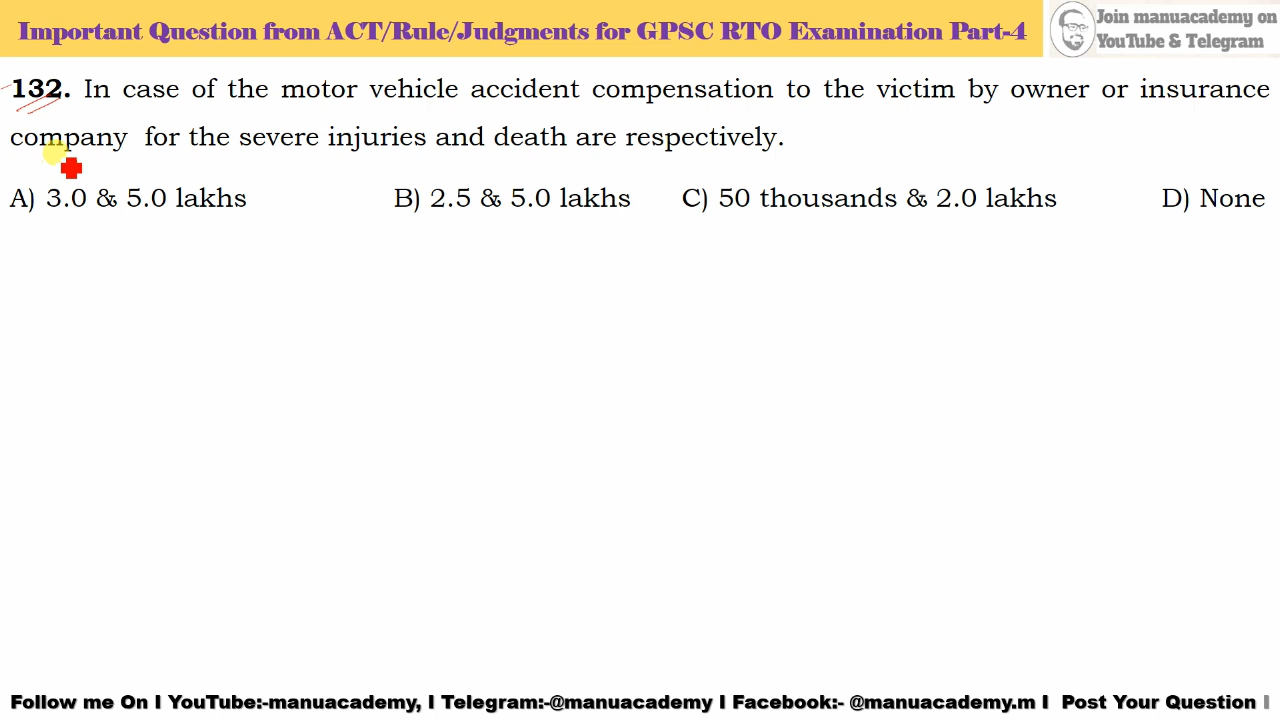 Important Question from ACT/Rule/Judgments for GPSC RTO Examination Part-4
Join manuacademy on
YouTube & Telegram
132. In case of the motor vehicle accident compensation to the victim by owner or insurance
company for the severe injuries and death are respectively.
A) 3.0 & 5.0 lakhs B) 2.5 & 5.0 lakhs C) 50 thousands & 2.0 lakhs D) None
Follow me On I YouTube:-manuacademy, I Telegram:-@manuacademy I Facebook:- @manuacademy.m I Post Your Question I